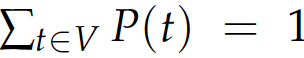 ∑t∈V P(t) = 1